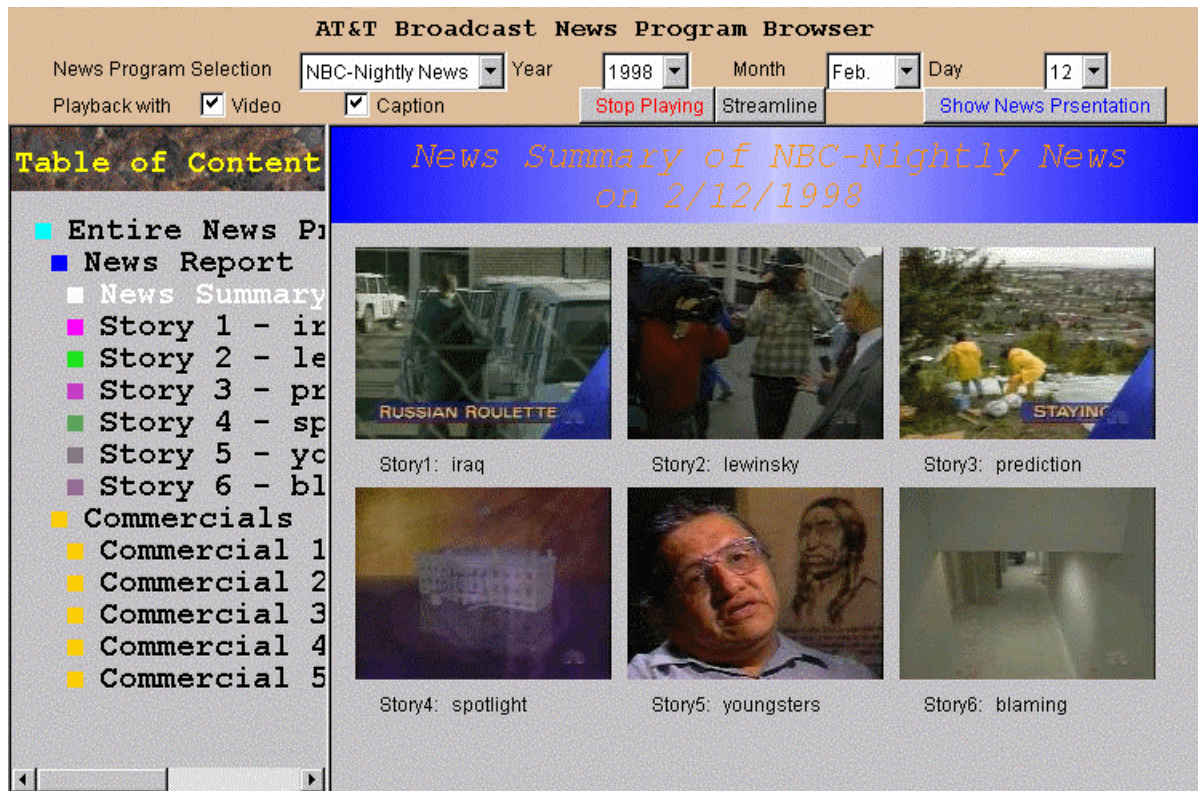 AT&T Broadcast News Program Browser
News Program Selection NBC-Nightly News Year 1998 Month Feb. Day 12
Playback with Video Caption Stop Playing Streamline Show News Prsentation
Table of Content
Entire News Pr
News Report
News Summary
Story 1 - ir
Story 2 - le
Story 3 - pr
Story 4 - sp
Story 5 - yo
Story 6 - bl
Commercials
Commercial 1
Commercial 2
Commercial 3
Commercial 4
Commercial 5
News Summary of NBC-Nightly News
on 2/12/1998
RUSSIAN ROULETTE
STAYING
Story1: iraq
Story2: lewinsky
Story3: prediction
Story4: spotlight
Story5: youngsters
Story6: blaming